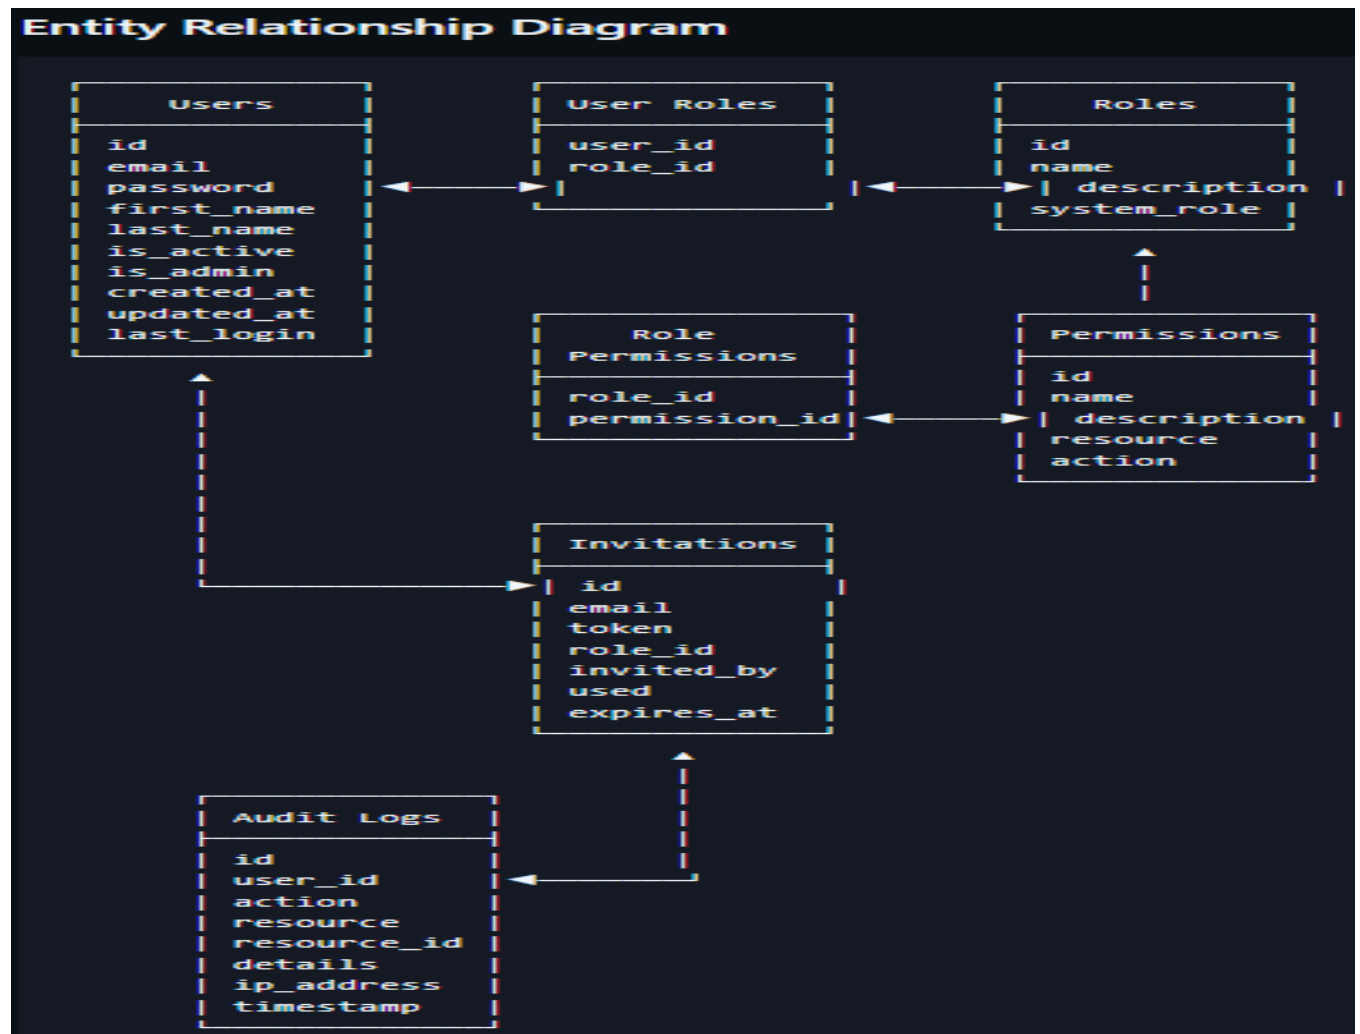 Entity Relationship Diagram
Users
id
email
password
first_name
last_name
is_active
is_admin
created_at
updated_at
last_login
User Roles
user_id
role_id
Roles
id
name
description
system_role
Role
Permissions
role_id
permission_id
Permissions
id
name
description
resource
action
Invitations
id
email
token
role_id
invited_by
used
expires_at
Audit Logs
id
user_id
action
resource
resource_id
details
ip_address
timestamp